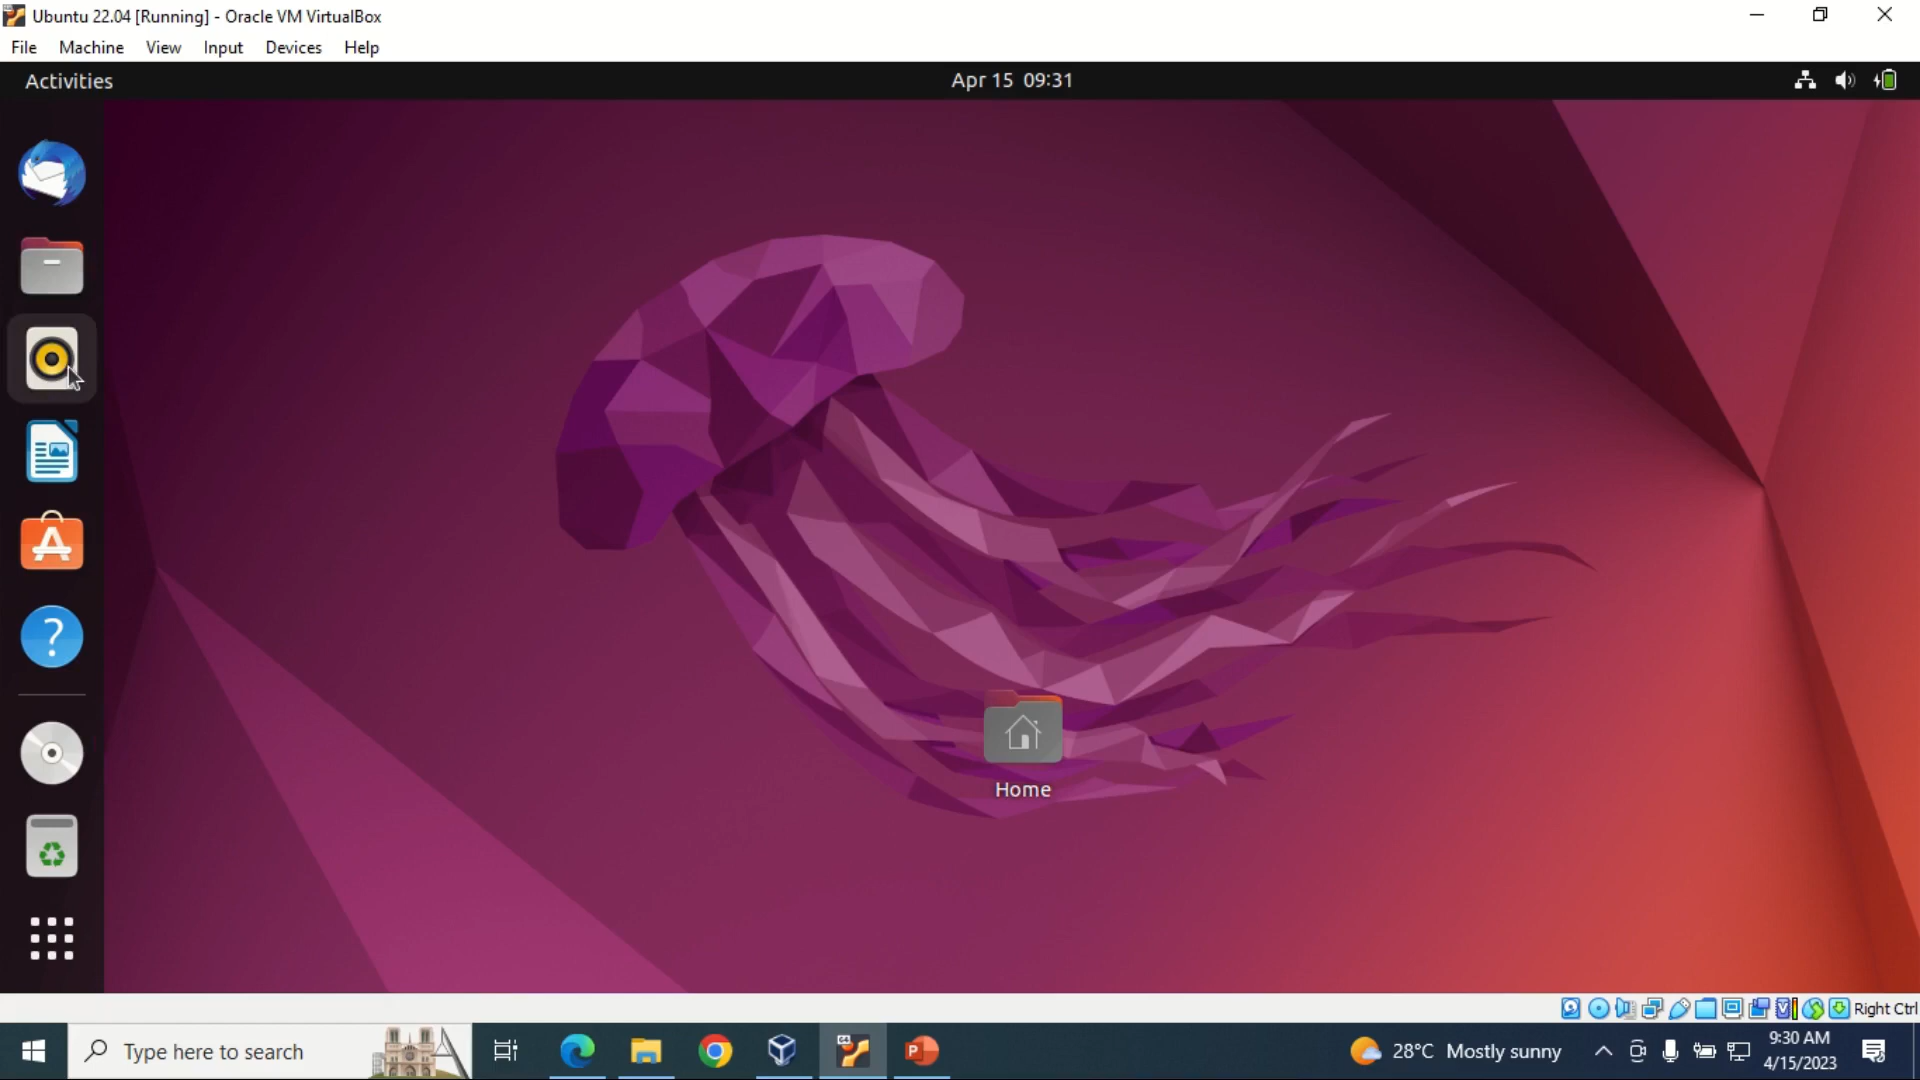 Ubuntu 22.04 [Running] - Oracle VM VirtualBox
File Machine View Input Devices Help
Activities
Apr 15 09:31
Home
Right Ctrl
Type here to search
28°C Mostly sunny
9:30 AM
4/15/2023